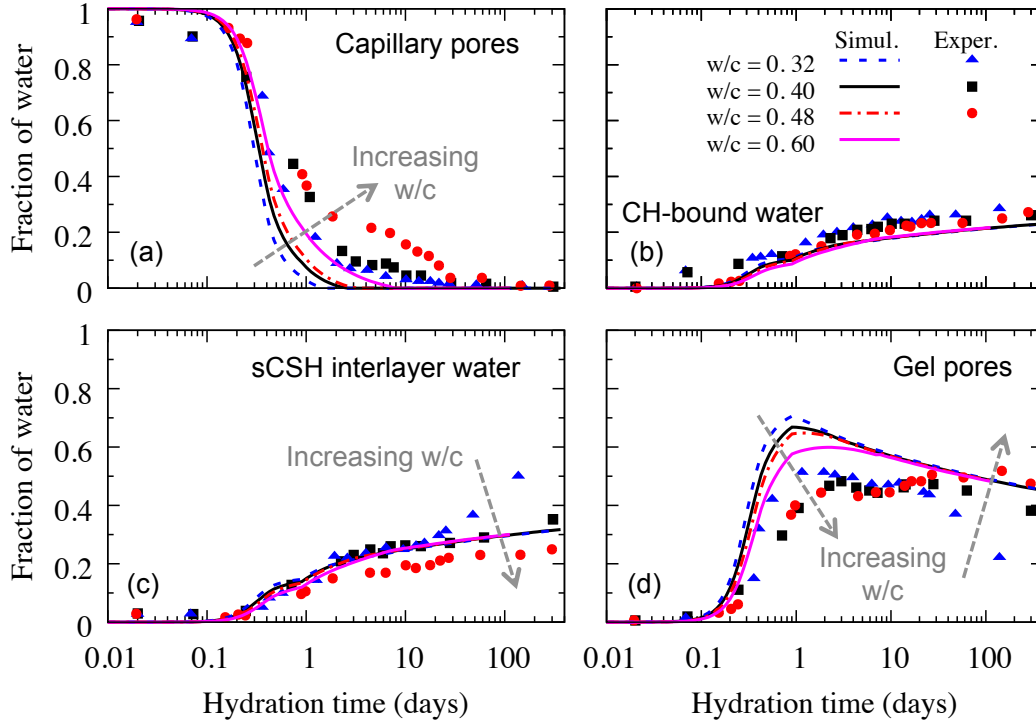 1
0.8
0.6
0.4
0.2
0
Fraction of water
Capillary pores
Increasing
w/c
(a)
Simul.
Exper.
w/c = 0. 32
w/c = 0. 40
w/c = 0. 48
w/c = 0. 60
CH-bound water
(b)
1
0.8
0.6
0.4
0.2
0
Fraction of water
sCSH interlayer water
Increasing w/c
(c)
0.01
0.1
1
10
100
Hydration time (days)
Gel pores
Increasing
w/c
(d)
0.01
0.1
1
10
100
Hydration time (days)